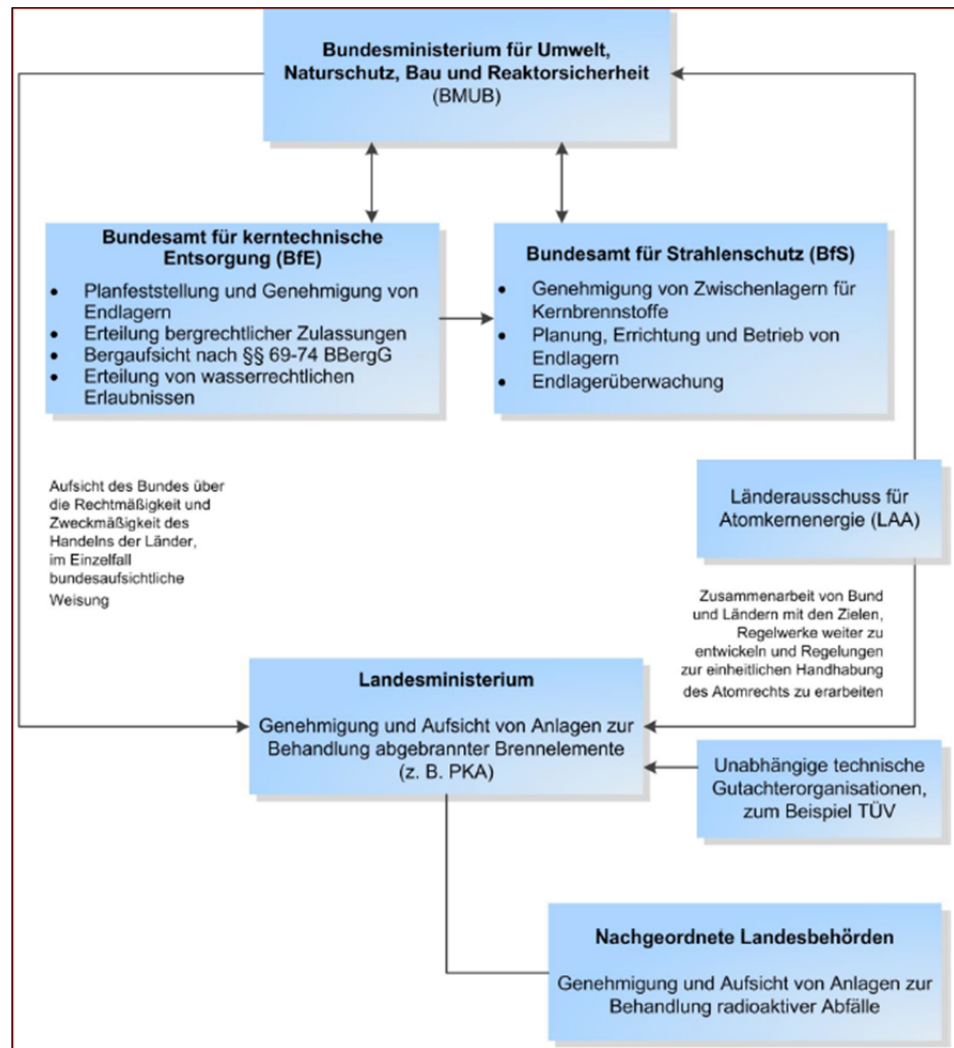 Bundesministerium für Umwelt,
Naturschutz, Bau und Reaktorsicherheit
(BMUB)
Bundesamt für kerntechnische
Entsorgung (BfE)
• Planfeststellung und Genehmigung von
Endlagern
• Erteilung bergrechtlicher Zulassungen
• Bergaufsicht nach §§ 69-74 BBergG
• Erteilung von wasserrechtlichen
Erlaubnissen
Bundesamt für Strahlenschutz (BfS)
• Genehmigung von Zwischenlagern für
Kernbrennstoffe
• Planung, Errichtung und Betrieb von
Endlagern
• Endlagerüberwachung
Aufsicht des Bundes über
die Rechtmäßigkeit und
Zweckmäßigkeit des
Handelns der Länder,
im Einzelfall
bundesaufsichtliche
Weisung
Länderausschuss für
Atomkernenergie (LAA)
Zusammenarbeit von Bund
und Ländern mit den Zielen,
Regelwerke weiter zu
entwickeln und Regelungen
zur einheitlichen Handhabung
des Atomrechts zu erarbeiten
Landesministerium
Genehmigung und Aufsicht von Anlagen zur
Behandlung abgebrannter Brennelemente
(z. B. PKA)
Unabhängige technische
Gutachterorganisationen,
zum Beispiel TÜV
Nachgeordnete Landesbehörden
Genehmigung und Aufsicht von Anlagen zur
Behandlung radioaktiver Abfälle